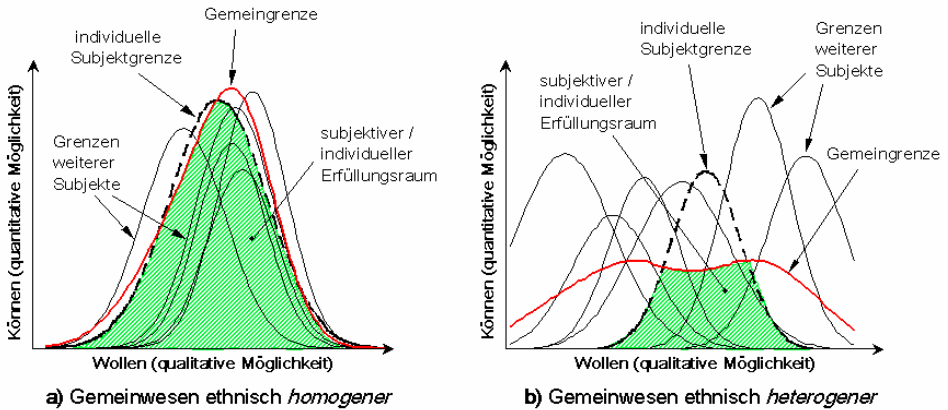 Gemeingrenze
individuelle
Subjektgrenze
Grenzen
weiterer
Subjekte
subjektiver /
individueller
Erfüllungsraum
Können (quantitative Möglichkeit)
Wollen (qualitative Möglichkeit)
a) Gemeinwesen ethnisch homogener
individuelle
Subjektgrenze
Grenzen
weiterer
Subjekte
subjektiver /
individueller
Erfüllungsraum
Gemeingrenze
Können (quantitative Möglichkeit)
Wollen (qualitative Möglichkeit)
b) Gemeinwesen ethnisch heterogener